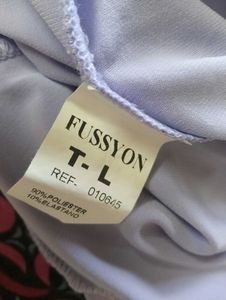 FUSSYON
T- L
REF- 010645
90%POLIESTER
10%ELASTANO